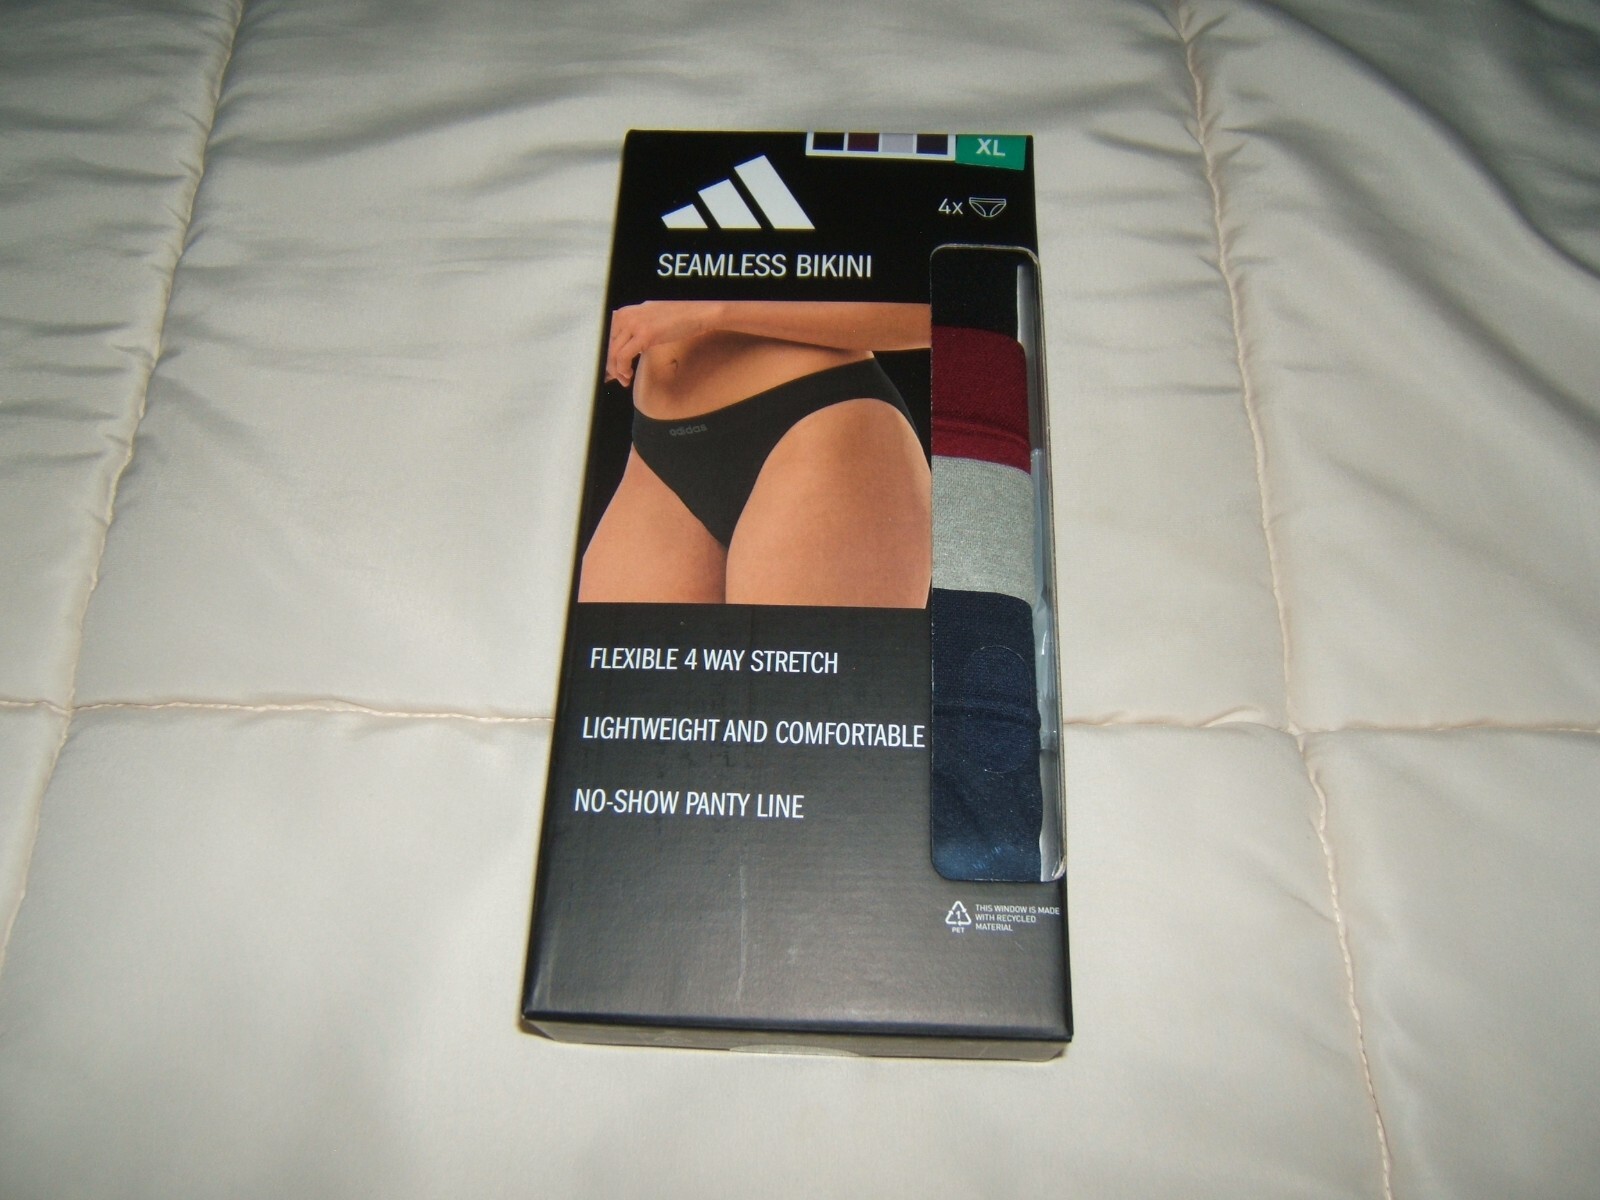 XL
4x
SEAMLESS BIKINI
adidas
FLEXIBLE 4 WAY STRETCH
LIGHTWEIGHT AND COMFORTABLE
NO-SHOW PANTY LINE
1
PET
THIS WINDOW IS MADE
WITH RECYCLED
MATERIAL